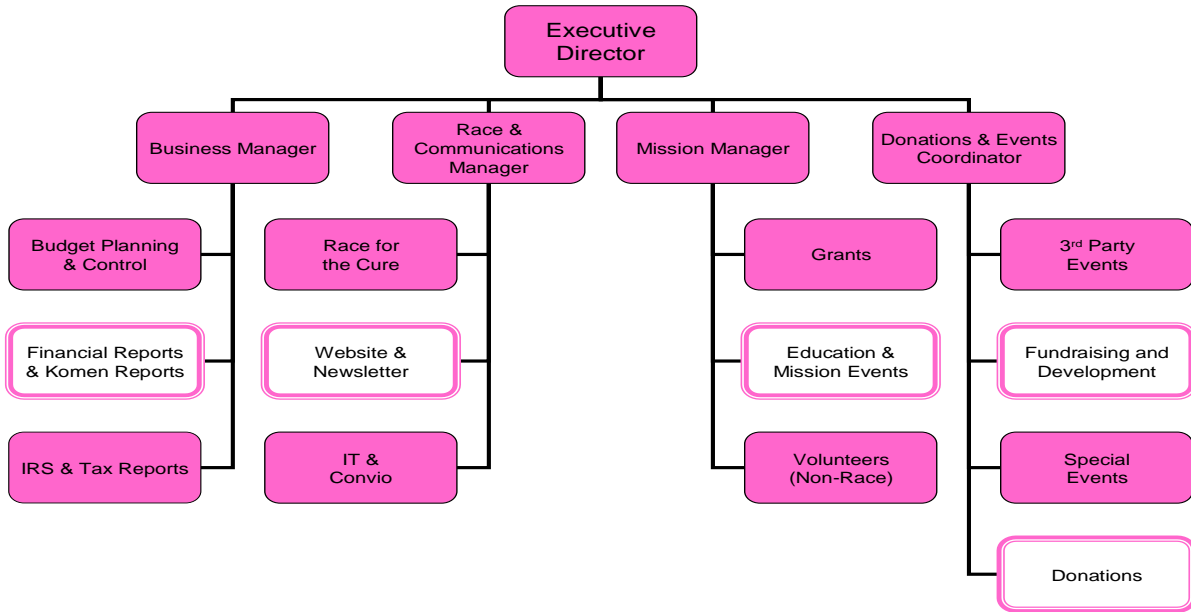 Executive
Director
Business Manager
Race &
Communications
Manager
Mission Manager
Donations & Events
Coordinator
Budget Planning
& Control
Race for
the Cure
Grants
3rd Party
Events
Financial Reports
& Komen Reports
Website &
Newsletter
Education &
Mission Events
Fundraising and
Development
IRS & Tax Reports
IT &
Convio
Volunteers
(Non-Race)
Special
Events
Donations